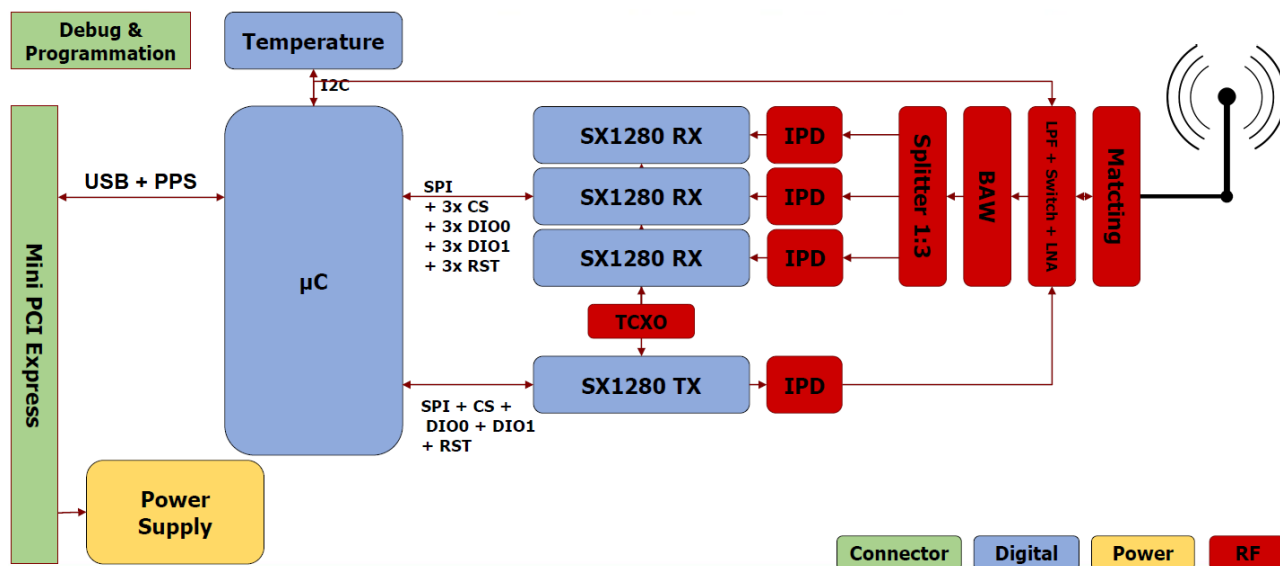 Debug &
Programmation
Temperature
I2C
Mini PCI Express
USB + PPS
µC
SPI
+ 3x CS
+ 3x DIO0
+ 3x DIO1
+ 3x RST
SX1280 RX
IPD
SX1280 RX
IPD
SX1280 RX
IPD
Splitter 1:3
BAW
LPF + Switch + LNA
Matcting
TCXO
SX1280 TX
IPD
SPI + CS +
DIO0 + DIO1
+ RST
Power
Supply
Connector
Digital
Power
RF